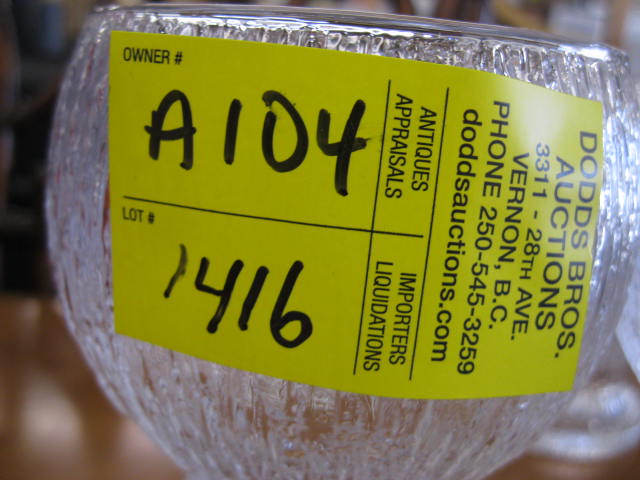 OWNER #
A104
LOT #
1416
ANTIQUES
APPRAISALS
IMPORTERS
LIQUIDATIONS
DODDS BROS.
AUCTIONS
3311 - 28TH AVE.
VERNON, B.C.
PHONE 250-545-3259
doddsauctions.com